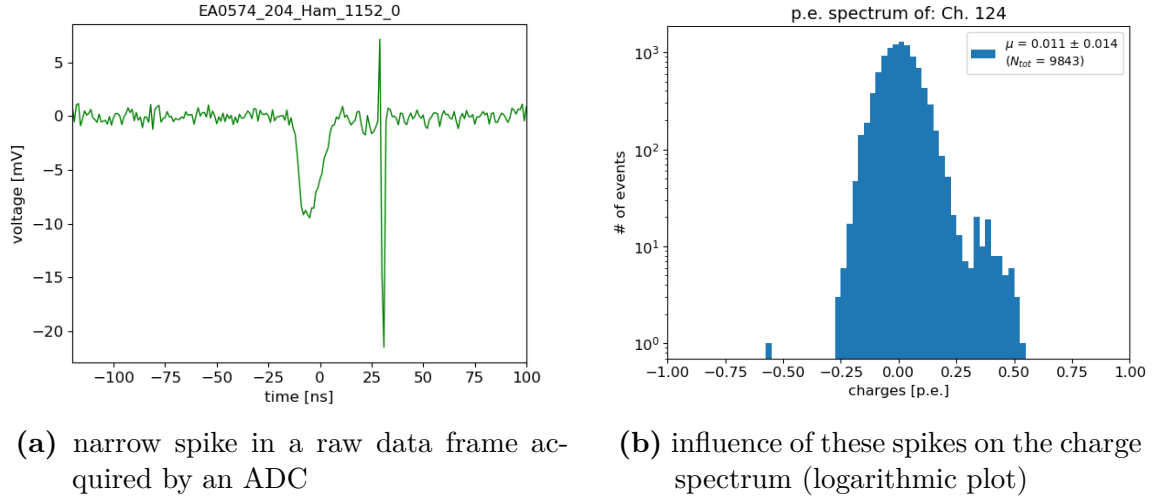 EA0574_204_Ham_1152_0
voltage [mV]
5
0
−5
−10
−15
−20
−100 −75 −50 −25 0 25 50 75 100
time [ns]
p.e. spectrum of: Ch. 124
# of events
10³
10²
10¹
10⁰
μ = 0.011 ± 0.014
(N_tot = 9843)
−1.00 −0.75 −0.50 −0.25 0.00 0.25 0.50 0.75 1.00
charges [p.e.]
(a) narrow spike in a raw data frame ac-
quired by an ADC
(b) influence of these spikes on the charge
spectrum (logarithmic plot)